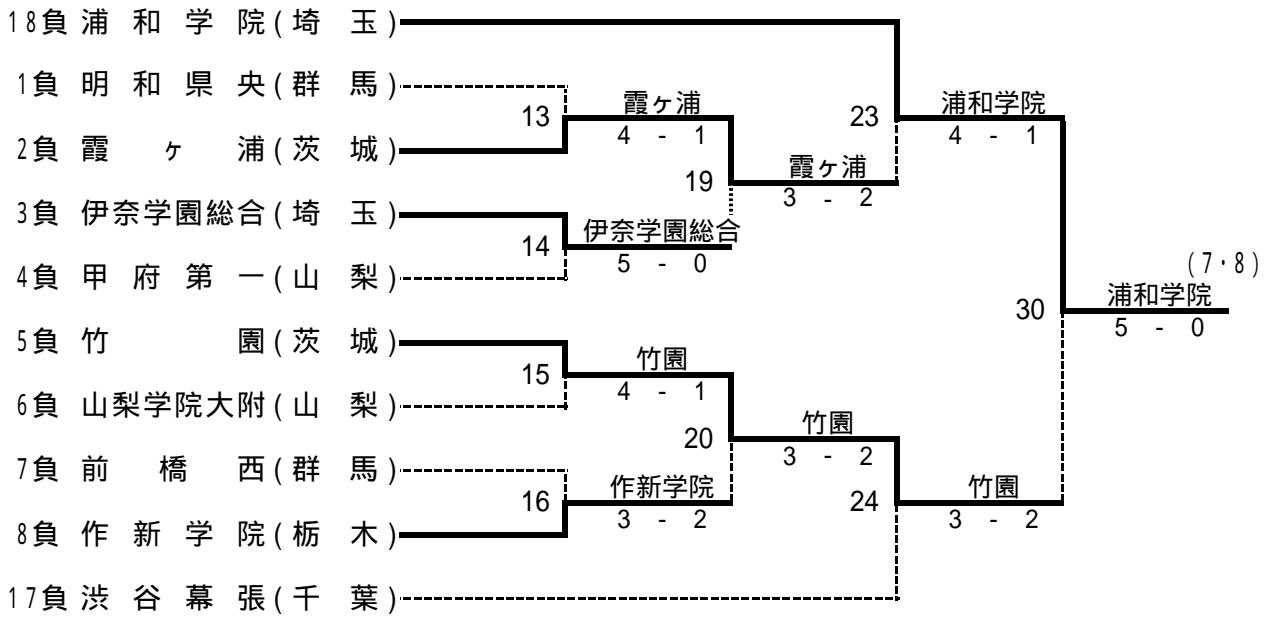 18負 浦和学院(埼玉)
1負 明和県央(群馬)
13 霞ヶ浦 23 浦和学院
4 - 1 4 - 1
2負 霞ヶ浦(茨城)
19 霞ヶ浦
3 - 2
3負 伊奈学園総合(埼玉)
14 伊奈学園総合
5 - 0
4負 甲府第一(山梨)
(7・8)
30 浦和学院
5 - 0
5負 竹園(茨城)
15 竹園
4 - 1
6負 山梨学院大附(山梨)
20 竹園
3 - 2
7負 前橋西(群馬)
16 作新学院 24 竹園
3 - 2 3 - 2
8負 作新学院(栃木)
17負 渋谷幕張(千葉)